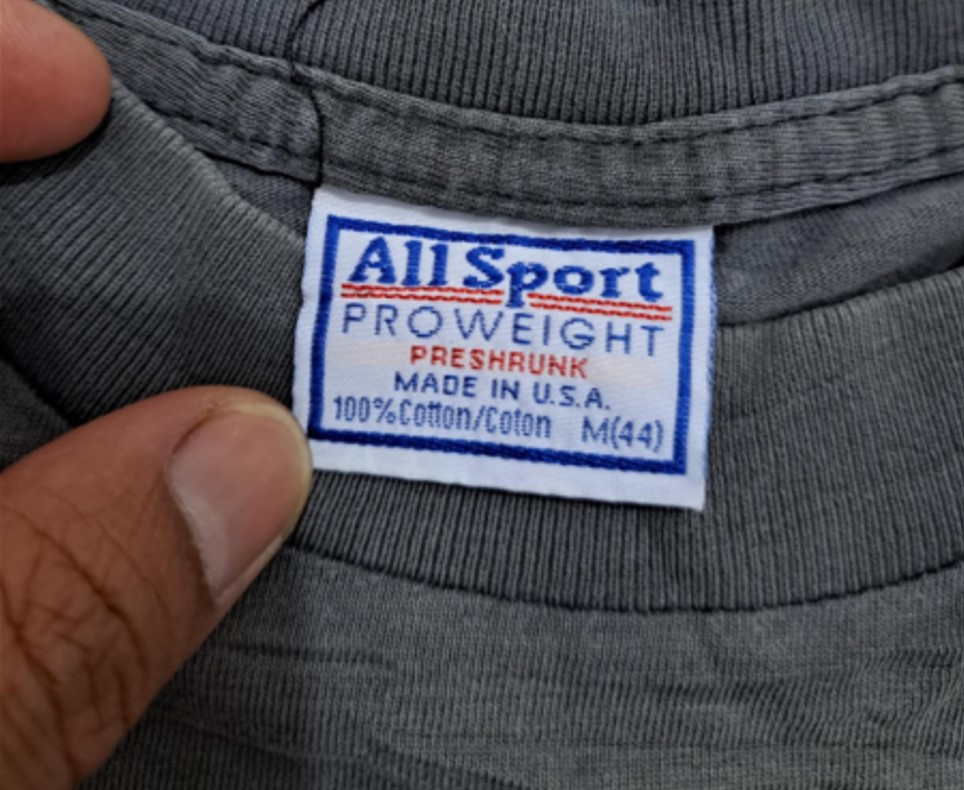 All Sport
PROWEIGHT
PRESHRUNK
MADE IN U.S.A.
100% Cotton/Coton M(44)